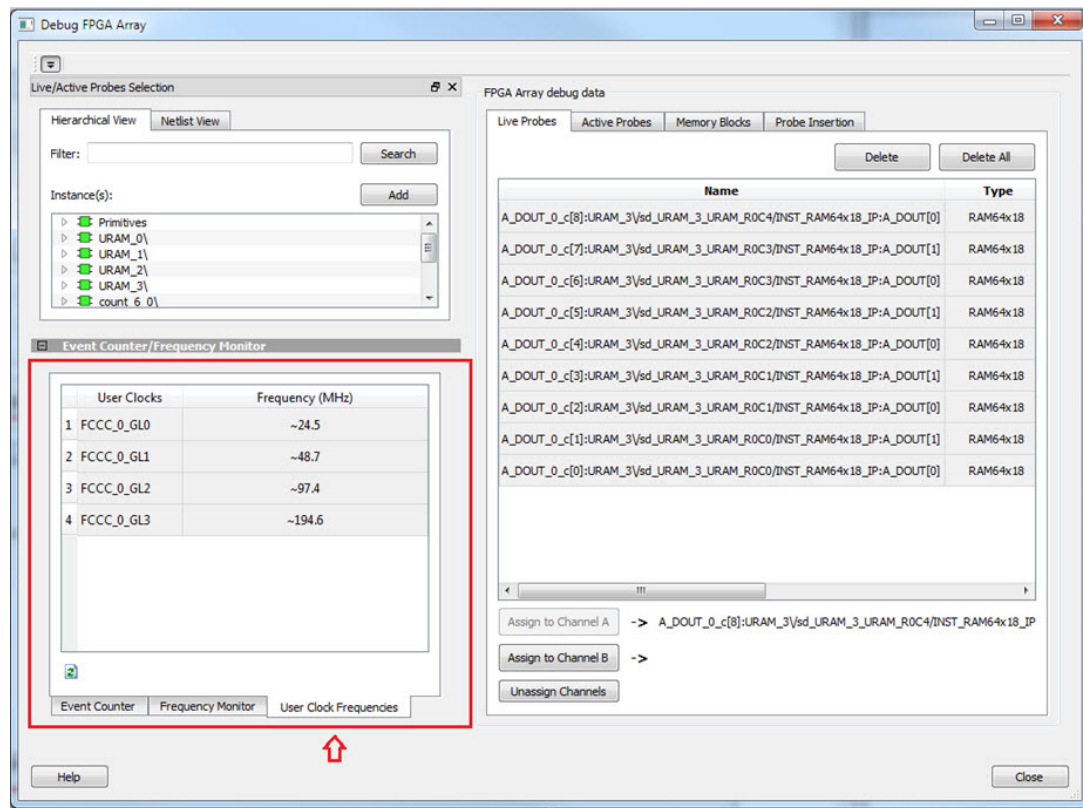 Debug FPGA Array
Live/Active Probes Selection
Hierarchical View Netlist View
Filter: Search
Instance(s): Add
Primitives
URAM_0\
URAM_1\
URAM_2\
URAM_3\
count_6_0\
Event Counter/Frequency Monitor
User Clocks Frequency (MHz)
1 FCCC_0_GL0 ~24.5
2 FCCC_0_GL1 ~48.7
3 FCCC_0_GL2 ~97.4
4 FCCC_0_GL3 ~194.6
Event Counter Frequency Monitor User Clock Frequencies
Help
FPGA Array debug data
Live Probes Active Probes Memory Blocks Probe Insertion
Delete Delete All
Name Type
A_DOUT_0_c[8]:URAM_3\/sd_URAM_3_URAM_R0C4/INST_RAM64x18_IP:A_DOUT[0] RAM64x18
A_DOUT_0_c[7]:URAM_3\/sd_URAM_3_URAM_R0C3/INST_RAM64x18_IP:A_DOUT[1] RAM64x18
A_DOUT_0_c[6]:URAM_3\/sd_URAM_3_URAM_R0C3/INST_RAM64x18_IP:A_DOUT[0] RAM64x18
A_DOUT_0_c[5]:URAM_3\/sd_URAM_3_URAM_R0C2/INST_RAM64x18_IP:A_DOUT[1] RAM64x18
A_DOUT_0_c[4]:URAM_3\/sd_URAM_3_URAM_R0C2/INST_RAM64x18_IP:A_DOUT[0] RAM64x18
A_DOUT_0_c[3]:URAM_3\/sd_URAM_3_URAM_R0C1/INST_RAM64x18_IP:A_DOUT[1] RAM64x18
A_DOUT_0_c[2]:URAM_3\/sd_URAM_3_URAM_R0C1/INST_RAM64x18_IP:A_DOUT[0] RAM64x18
A_DOUT_0_c[1]:URAM_3\/sd_URAM_3_URAM_R0C0/INST_RAM64x18_IP:A_DOUT[1] RAM64x18
A_DOUT_0_c[0]:URAM_3\/sd_URAM_3_URAM_R0C0/INST_RAM64x18_IP:A_DOUT[0] RAM64x18
Assign to Channel A -> A_DOUT_0_c[8]:URAM_3\/sd_URAM_3_URAM_R0C4/INST_RAM64x18_IP
Assign to Channel B ->
Unassign Channels
Close